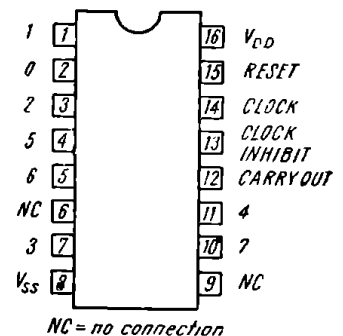 1 1 16 VDD
0 2 15 RESET
2 3 14 CLOCK
5 4 13 CLOCK INHIBIT
6 5 12 CARRY OUT
NC 6 11 4
3 7 10 7
VSS 8 9 NC
NC = no connection